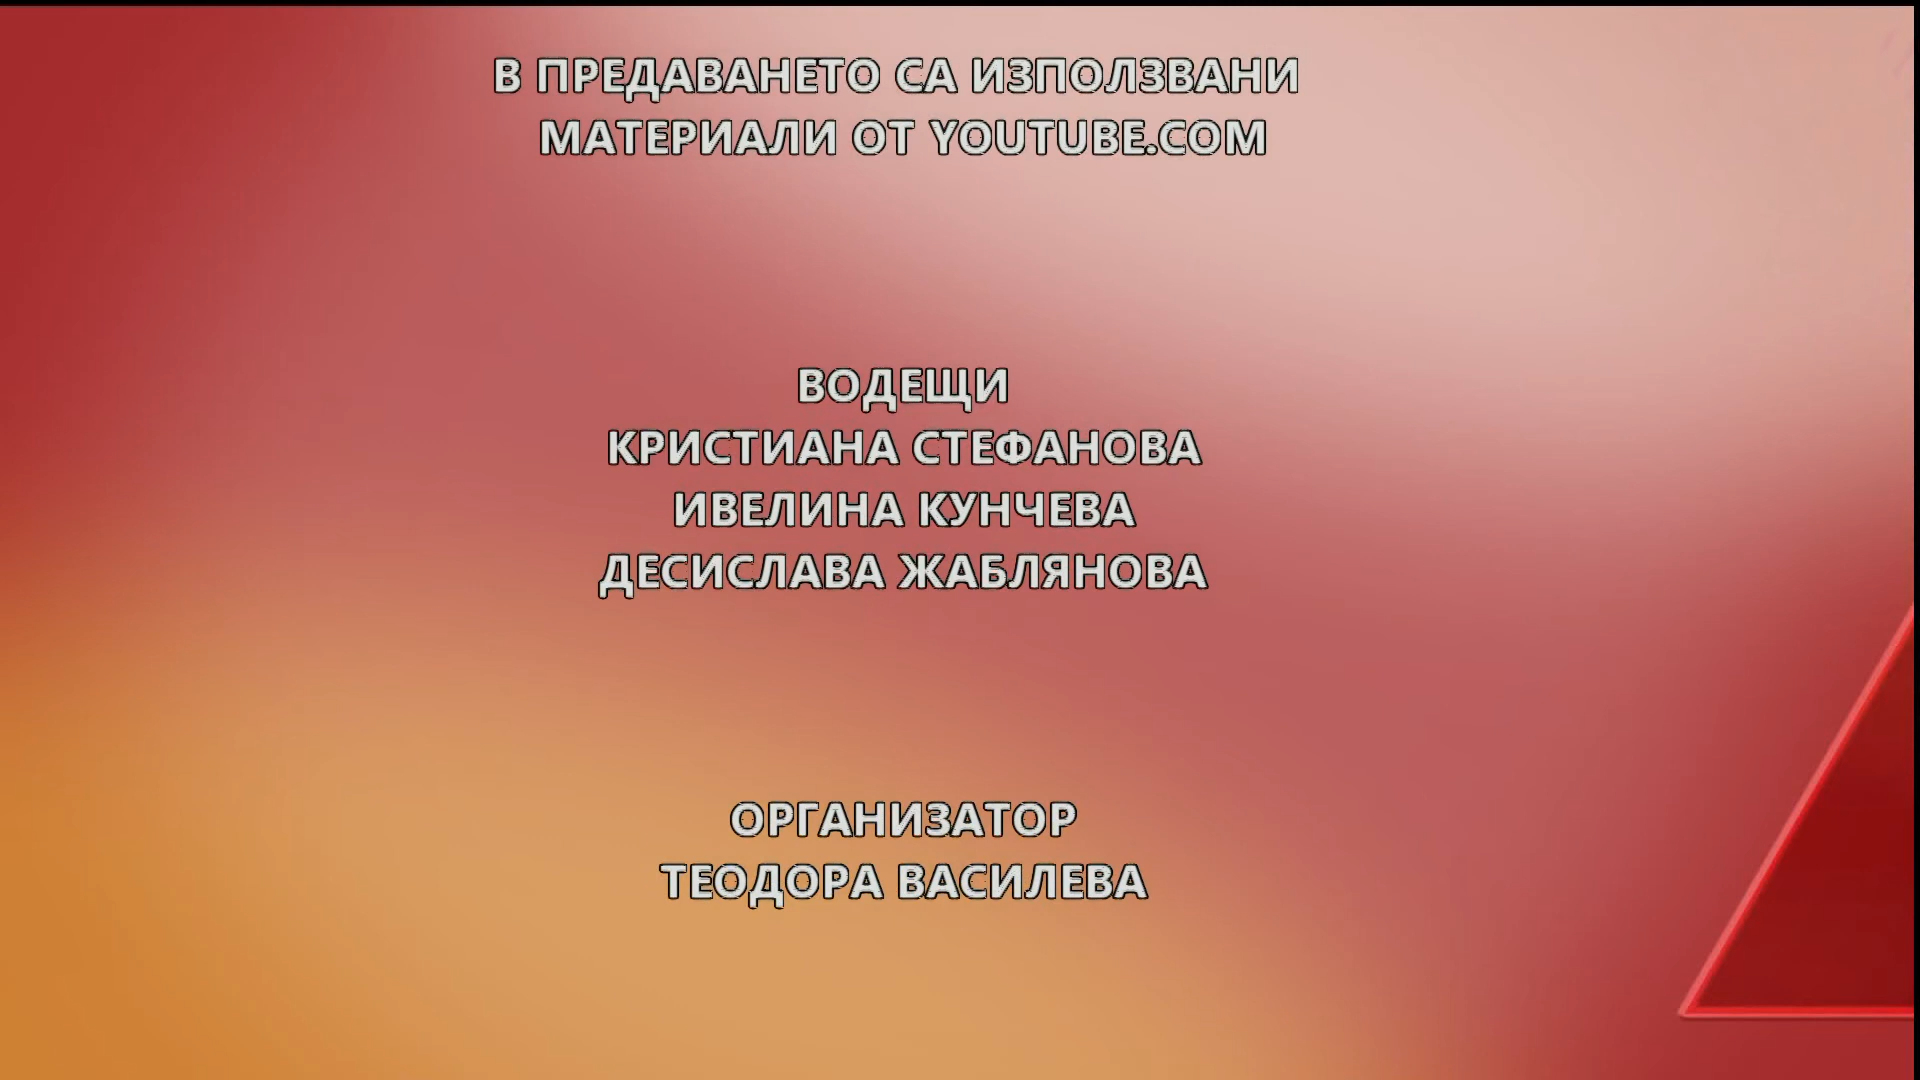 В ПРЕДАВАНЕТО СА ИЗПОЛЗВАНИ
МАТЕРИАЛИ ОТ YOUTUBE.COM
ВОДЕЩИ
КРИСТИАНА СТЕФАНОВА
ИВЕЛИНА КУНЧЕВА
ДЕСИСЛАВА ЖАБЛЯНОВА
ОРГАНИЗАТОР
ТЕОДОРА ВАСИЛЕВА